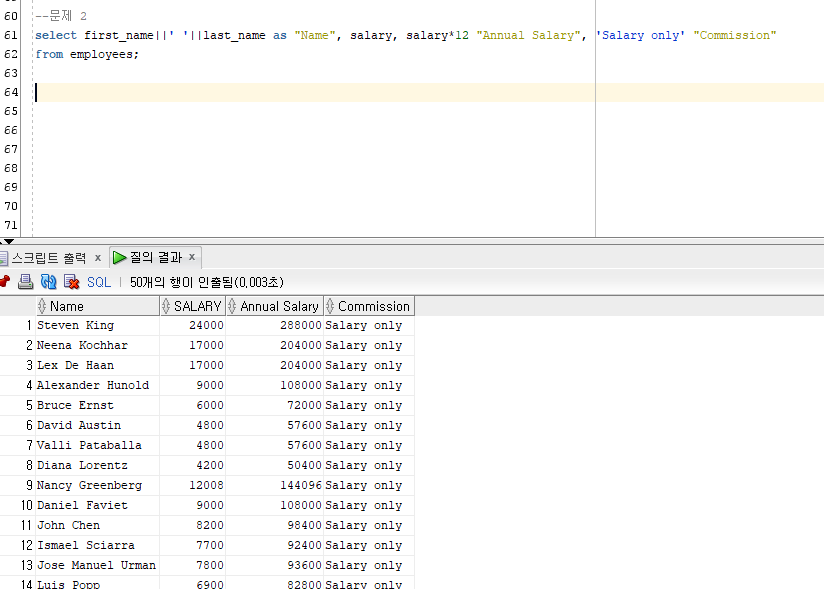 60 --문제 2
61 select first_name||' '||last_name as "Name", salary, salary*12 "Annual Salary", 'Salary only' "Commission"
62 from employees;
63
64
65
66
67
68
69
70
71
스크립트 출력 x 질의 결과 x
SQL | 50개의 행이 인출됨(0,003초)
Name SALARY Annual Salary Commission
1 Steven King 24000 288000 Salary only
2 Neena Kochhar 17000 204000 Salary only
3 Lex De Haan 17000 204000 Salary only
4 Alexander Hunold 9000 108000 Salary only
5 Bruce Ernst 6000 72000 Salary only
6 David Austin 4800 57600 Salary only
7 Valli Pataballa 4800 57600 Salary only
8 Diana Lorentz 4200 50400 Salary only
9 Nancy Greenberg 12008 144096 Salary only
10 Daniel Faviet 9000 108000 Salary only
11 John Chen 8200 98400 Salary only
12 Ismael Sciarra 7700 92400 Salary only
13 Jose Manuel Urman 7800 93600 Salary only
14 Luis Popp 6900 82800 Salary only